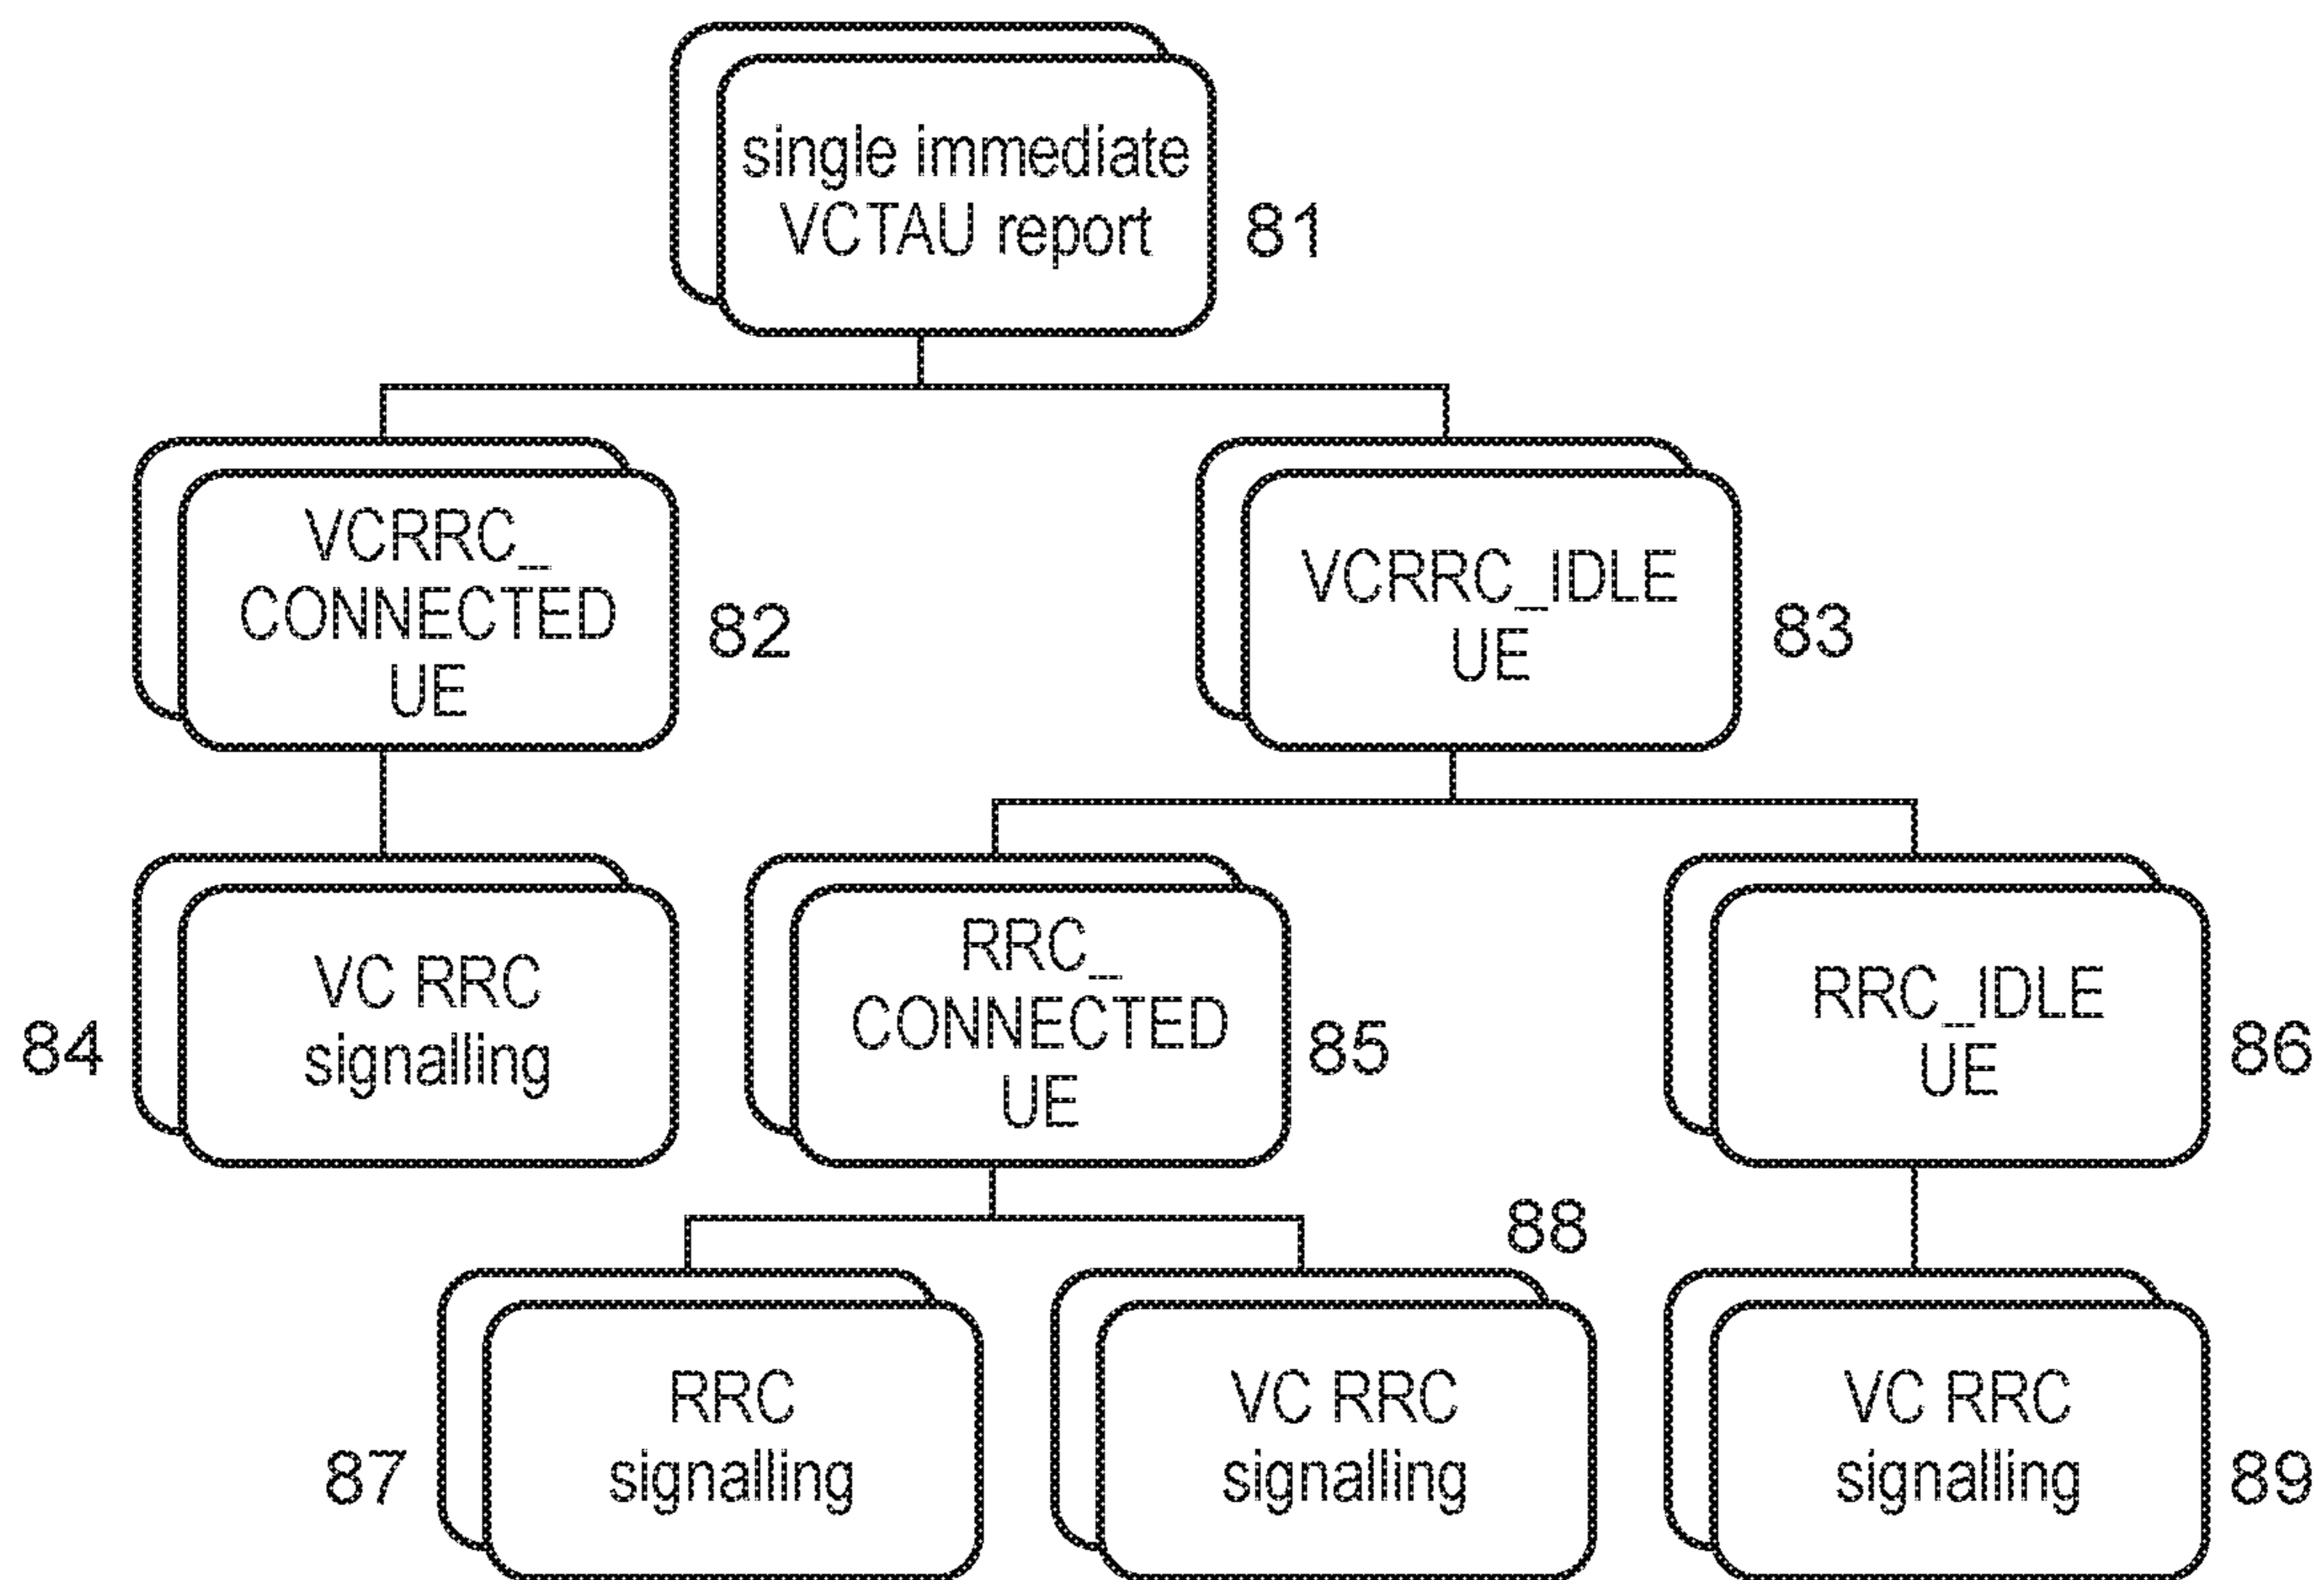 single immediate
VCTAU report
81
VCRRC_
CONNECTED
UE
82
VCRRC_IDLE
UE
83
84
VC RRC
signalling
RRC_
CONNECTED
UE
85
RRC_IDLE
UE
86
87
RRC
signalling
88
VC RRC
signalling
VC RRC
signalling
89